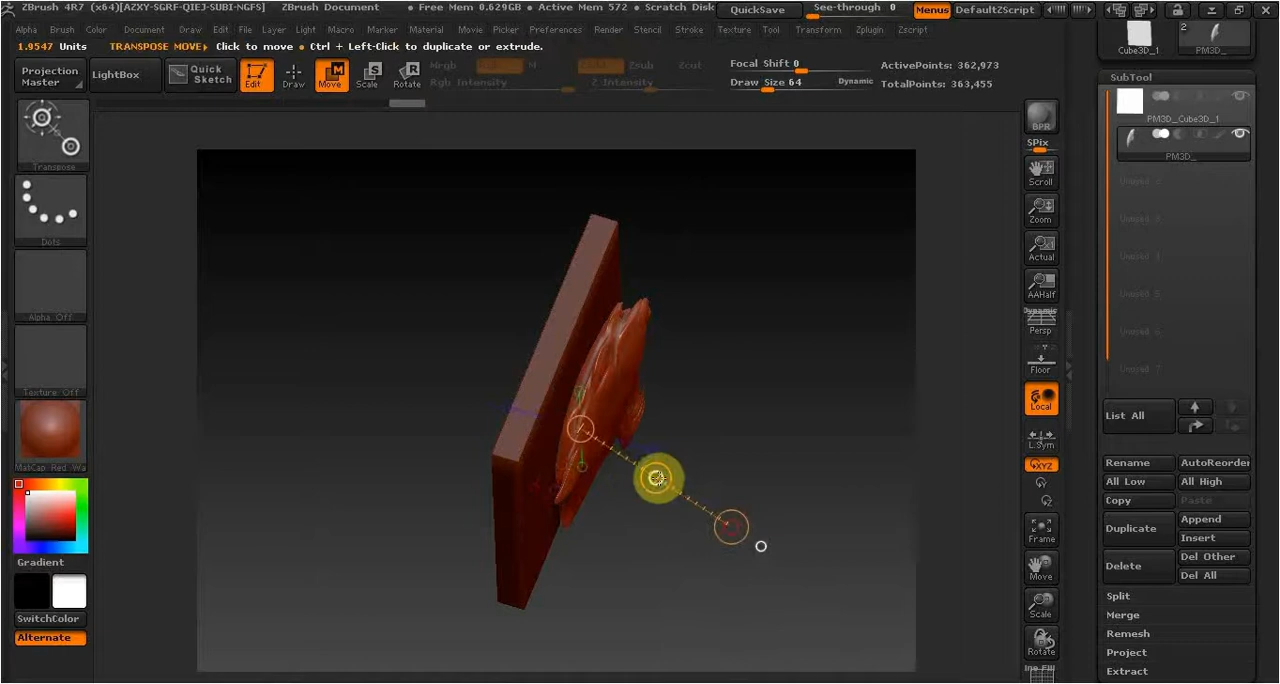 ZBrush 4R7 (x64)[AZXY-SGRF-QIEJ-SUBI-NGFS] ZBrush Document • Free Mem 0.629GB • Active Mem 572 • Scratch Disk QuickSave See-through 0 Menus DefaultZScript
Alpha Brush Color Document Draw Edit File Layer Light Macro Marker Material Movie Picker Preferences Render Stencil Stroke Texture Tool Transform Zplugin Zscript
1.9547 Units TRANSPOSE MOVE▸ Click to move • Ctrl + Left-Click to duplicate or extrude.
Projection Master
LightBox
Quick Sketch
Edit
Draw
Move
Scale
Rotate
Mrgb
M
Zsub
Zcut
Rgb Intensity
Z Intensity
Focal Shift 0
Draw Size 64
Dynamic
ActivePoints: 362,973
TotalPoints: 363,455
Transpose
Dots
Alpha Off
Texture Off
MatCap Red Wa
Gradient
SwitchColor
Alternate
BPR
SPix
Scroll
Zoom
Actual
AAHalf
Dynamic
Persp
Floor
Local
L.Sym
XYZ
Frame
Move
Scale
Rotate
Cube3D_1
2
PM3D_
SubTool
PM3D_Cube3D_1
PM3D_
List All
Rename AutoReorder
All Low All High
Copy Paste
Duplicate
Append
Insert
Delete
Del Other
Del All
Split
Merge
Remesh
Project
Extract